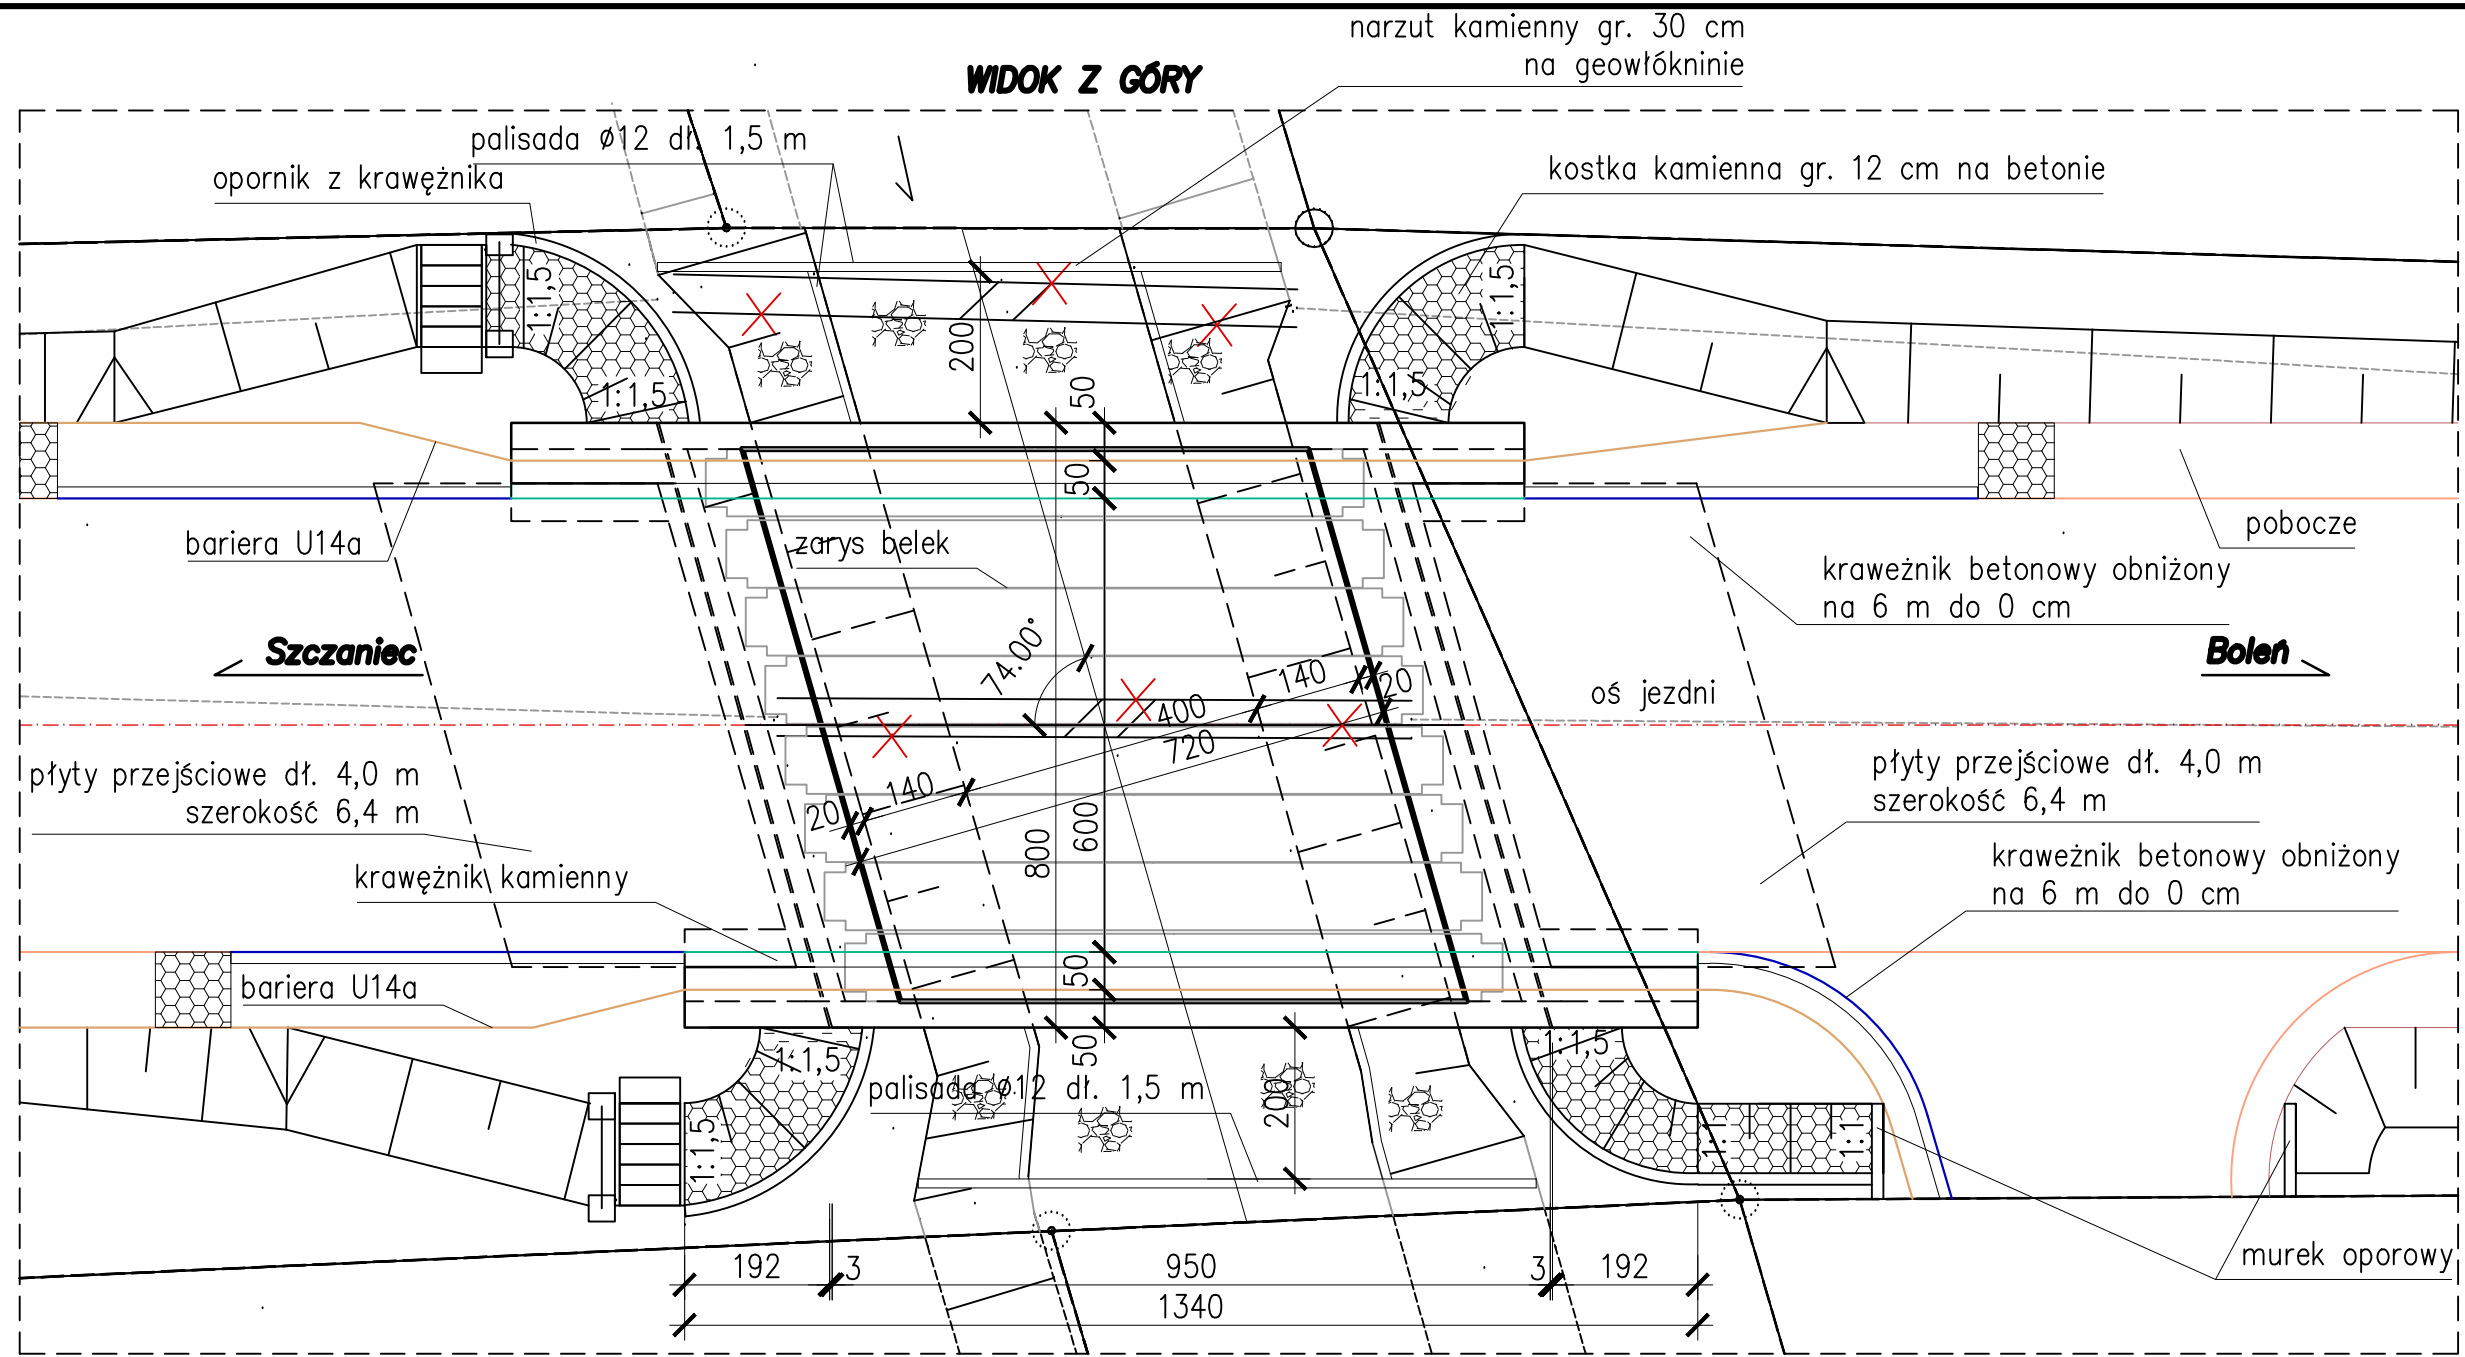 narzut kamienny gr. 30 cm
na geowłókninie
WIDOK Z GÓRY
palisada ø12 dł. 1,5 m
opornik z krawężnika
kostka kamienna gr. 12 cm na betonie
1:1,5
1:1,5
200
50
1:1,5
1:1,5
50
bariera U14a
zarys belek
pobocze
kraweżnik betonowy obniżony
na 6 m do 0 cm
Szczaniec
74.00°
Boleń
140
20
oś jezdni
400
720
płyty przejściowe dł. 4,0 m
szerokość 6,4 m
płyty przejściowe dł. 4,0 m
szerokość 6,4 m
140
20
600
800
krawężnik kamienny
kraweżnik betonowy obniżony
na 6 m do 0 cm
bariera U14a
50
50
1:1,5
1:1,5
palisada ø12 dł. 1,5 m
200
1:1,5
1:1
1:1
murek oporowy
192
3
950
3
192
1340